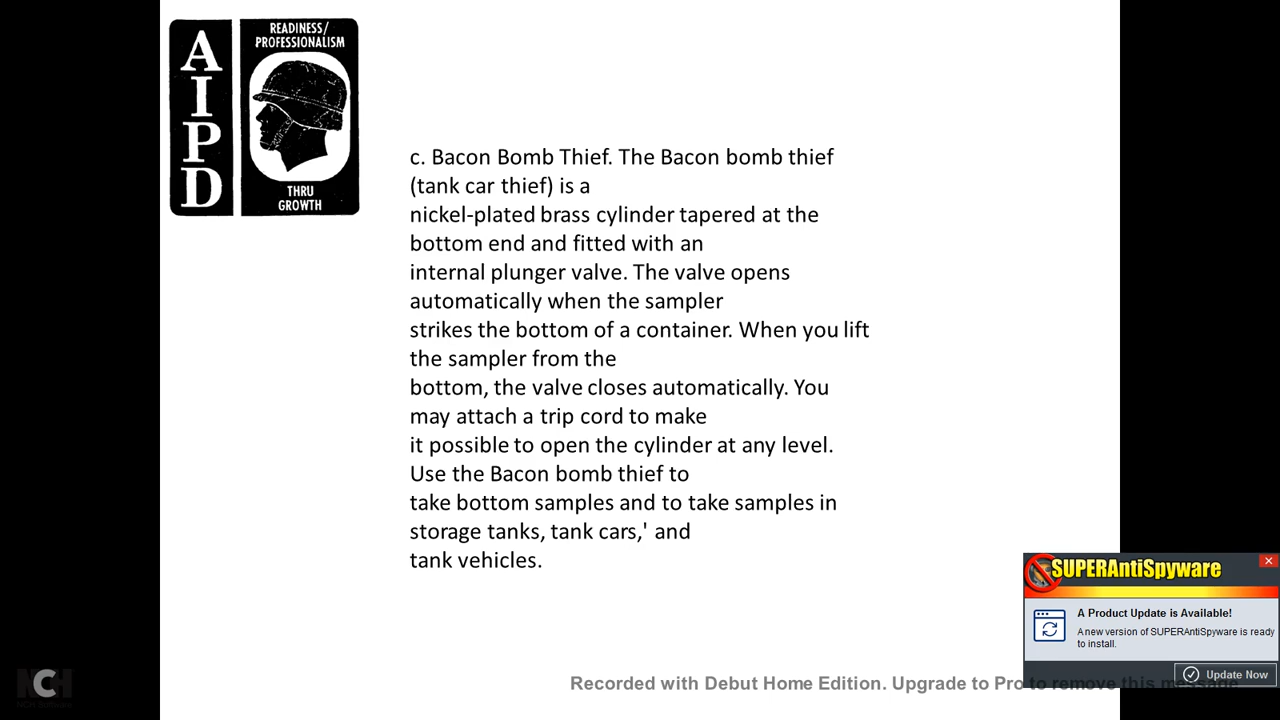 A
I
P
D
READINESS/
PROFESSIONALISM
THRU
GROWTH
c. Bacon Bomb Thief. The Bacon bomb thief
(tank car thief) is a
nickel-plated brass cylinder tapered at the
bottom end and fitted with an
internal plunger valve. The valve opens
automatically when the sampler
strikes the bottom of a container. When you lift
the sampler from the
bottom, the valve closes automatically. You
may attach a trip cord to make
it possible to open the cylinder at any level.
Use the Bacon bomb thief to
take bottom samples and to take samples in
storage tanks, tank cars,' and
tank vehicles.
SUPERAntiSpyware
A Product Update is Available!
A new version of SUPERAntiSpyware is ready
to install.
Update Now
NCH
NCH Software
Recorded with Debut Home Edition. Upgrade to Pro to remove this message